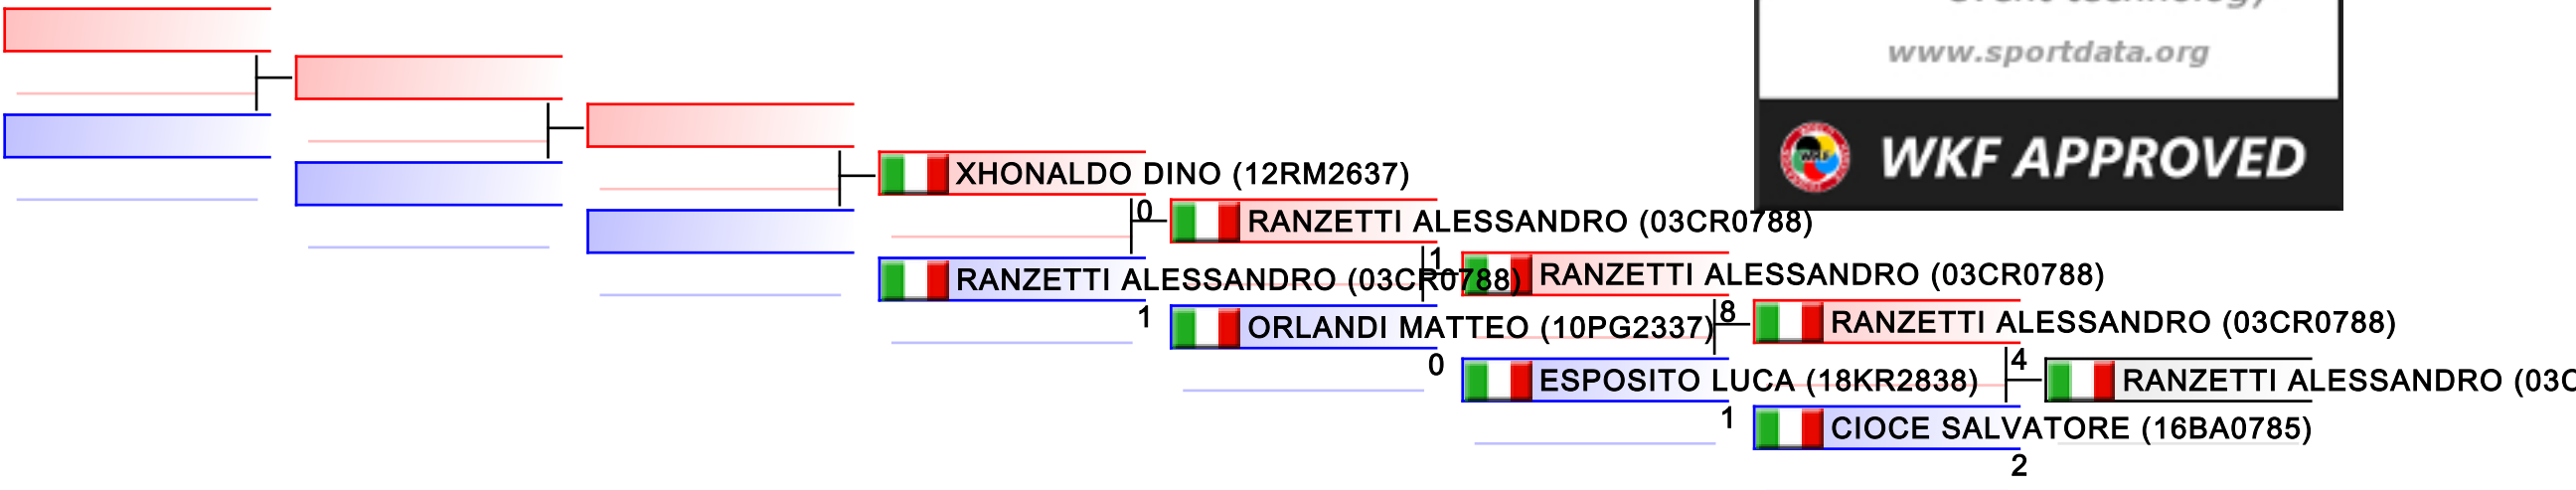 event technology
www.sportdata.org
WKF APPROVED
XHONALDO DINO (12RM2637)
0
RANZETTI ALESSANDRO (03CR0788)
1
RANZETTI ALESSANDRO (03CR0788)
RANZETTI ALESSANDRO (03CR0788)
1
8
RANZETTI ALESSANDRO (03CR0788)
ORLANDI MATTEO (10PG2337)
0
4
ESPOSITO LUCA (18KR2838)
1
RANZETTI ALESSANDRO (03C
CIOCE SALVATORE (16BA0785)
2